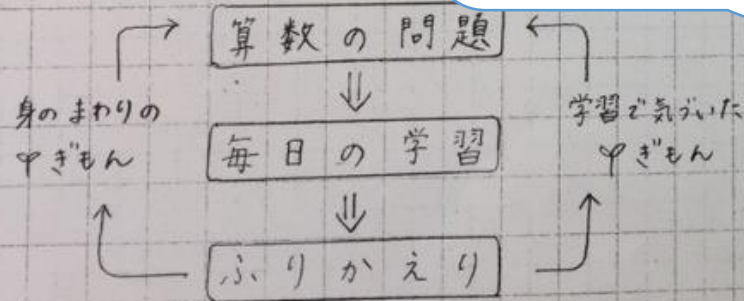 算数の問題
身のまわりの
ぎもん
学習で気づいた
ぎもん
毎日の学習
ふりかえり